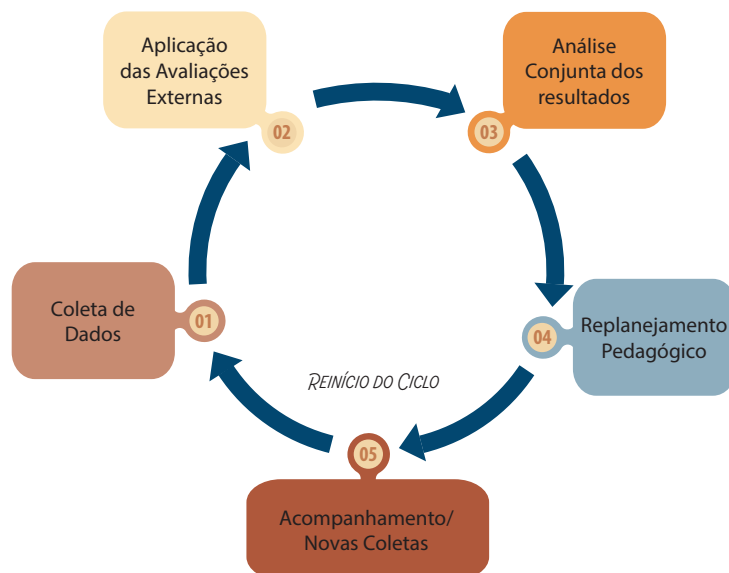 Aplicação
das Avaliações
Externas
02
Análise
Conjunta dos
resultados
03
Coleta de
Dados
01
Replanejamento
Pedagógico
04
Reinício do Ciclo
05
Acompanhamento/
Novas Coletas